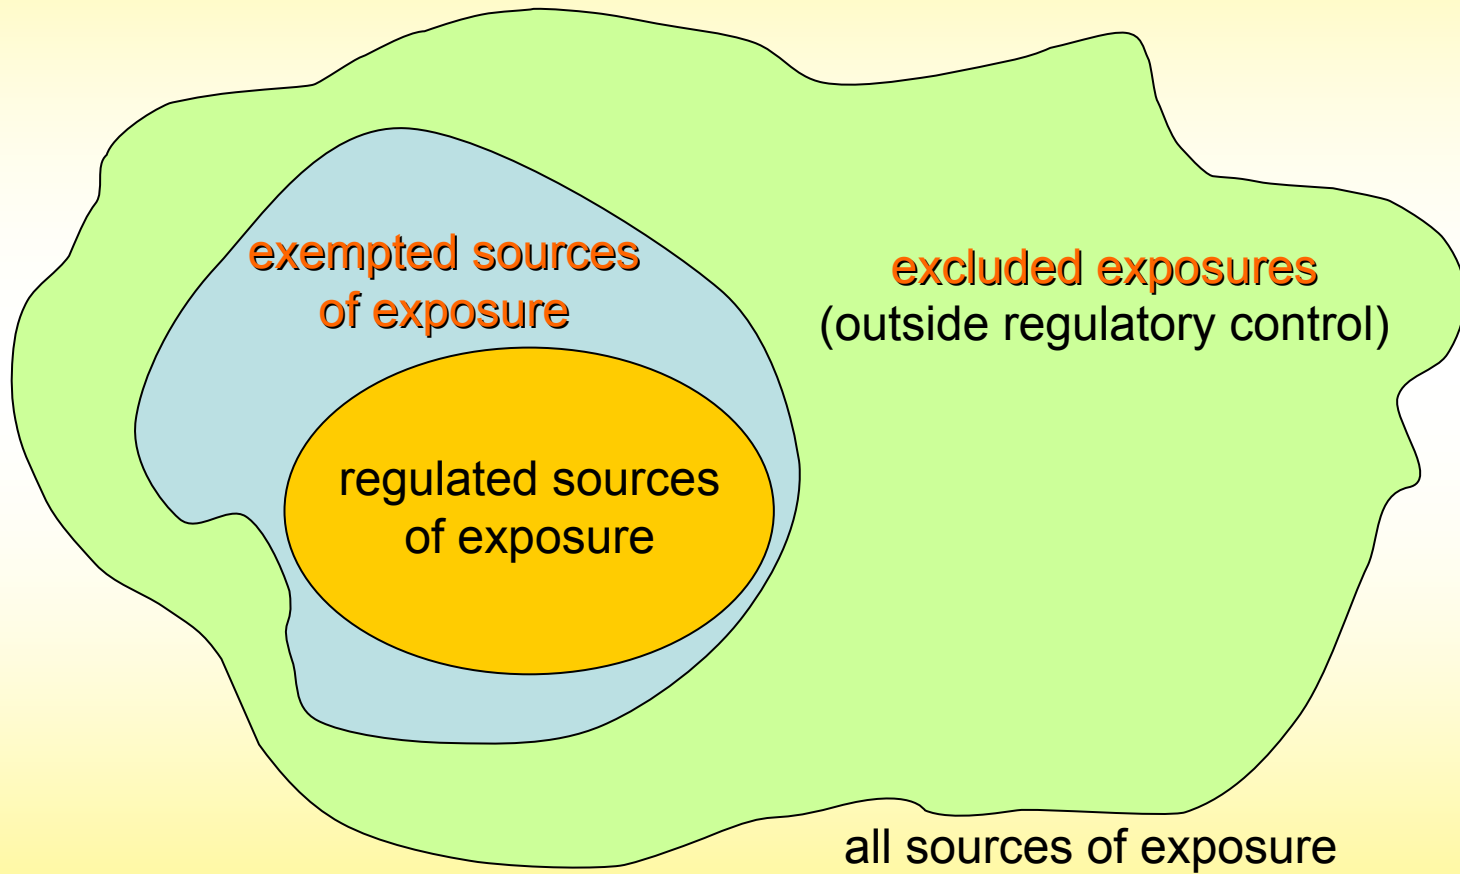 exempted sources
of exposure
excluded exposures
(outside regulatory control)
regulated sources
of exposure
all sources of exposure